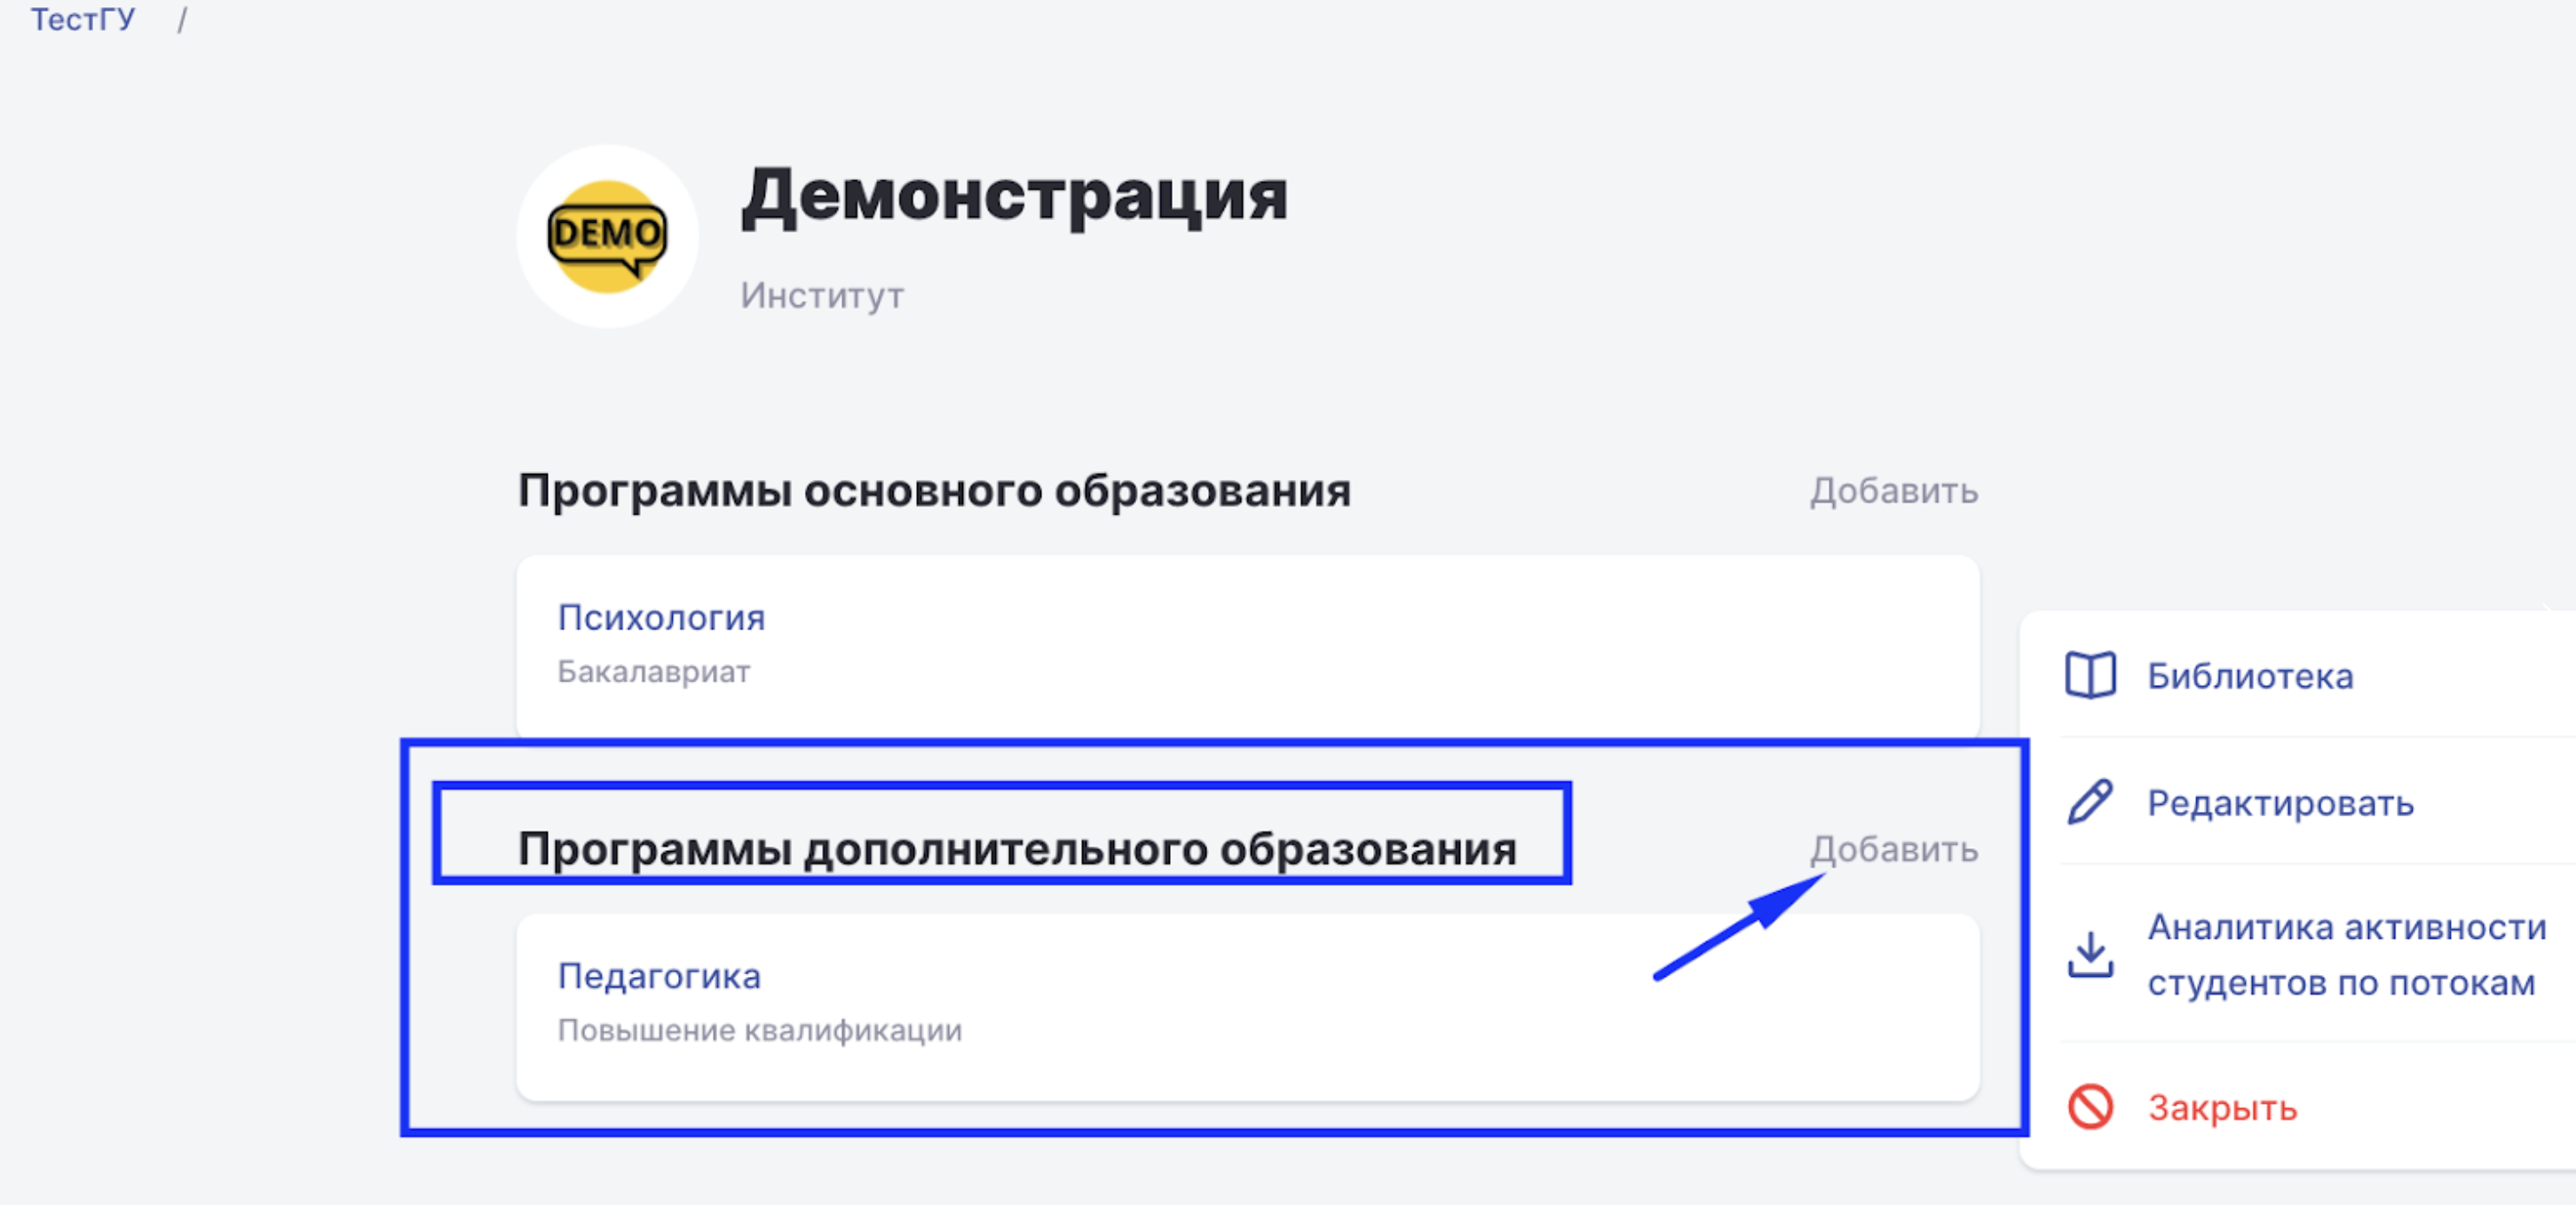 ТестГУ /
DEMO
Демонстрация
Институт
Программы основного образования Добавить
Психология
Бакалавриат
Программы дополнительного образования Добавить
Педагогика
Повышение квалификации
Библиотека
Редактировать
Аналитика активности
студентов по потокам
Закрыть